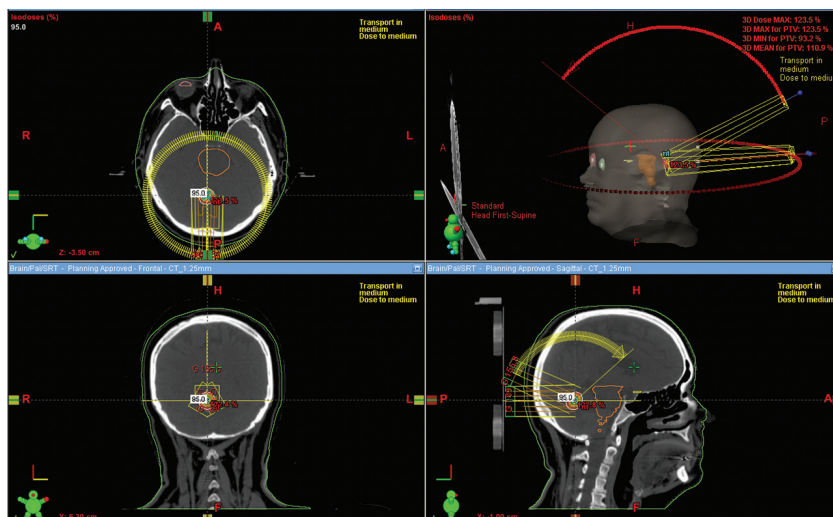 Isodoses (%)
95.0
A
Transport in
medium
Dose to medium
R
L
95.0
P
Z: -3.50 cm
Isodoses (%)
3D Dose MAX: 123.5 %
3D MAX for PTV: 123.5 %
3D MIN for PTV: 93.2 %
3D MEAN for PTV: 110.9 %
Transport in
medium
Dose to mediu
H
A
P
Standard
Head First-Supine
F
Brain/Pal/SRT - Planning Approved - Frontal - CT_1.25mm
Transport in
medium
Dose to medium
H
R
L
95.0
F
Brain/Pal/SRT - Planning Approved - Sagittal - CT_1.25mm
Transport in
medium
Dose to medium
H
P
A
95.0
F